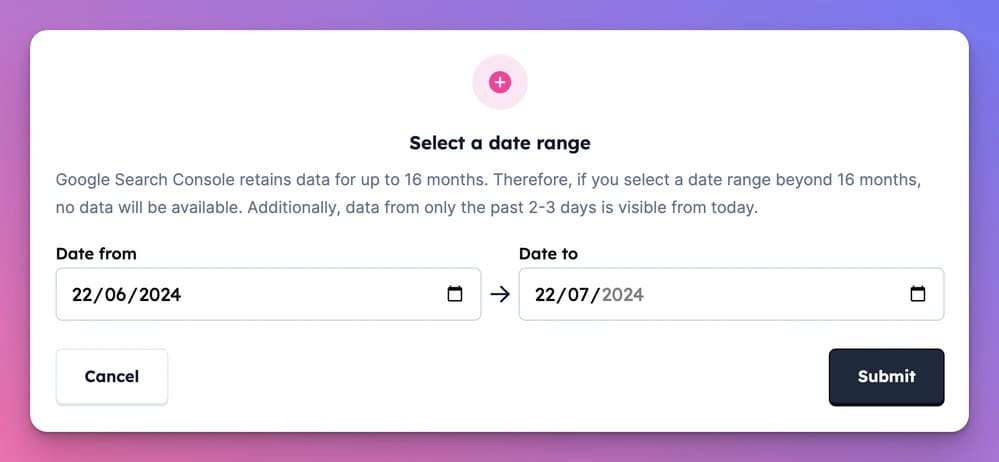 Select a date range
Google Search Console retains data for up to 16 months. Therefore, if you select a date range beyond 16 months,
no data will be available. Additionally, data from only the past 2-3 days is visible from today.
Date from
Date to
22/06/2024
22/07/2024
Cancel
Submit